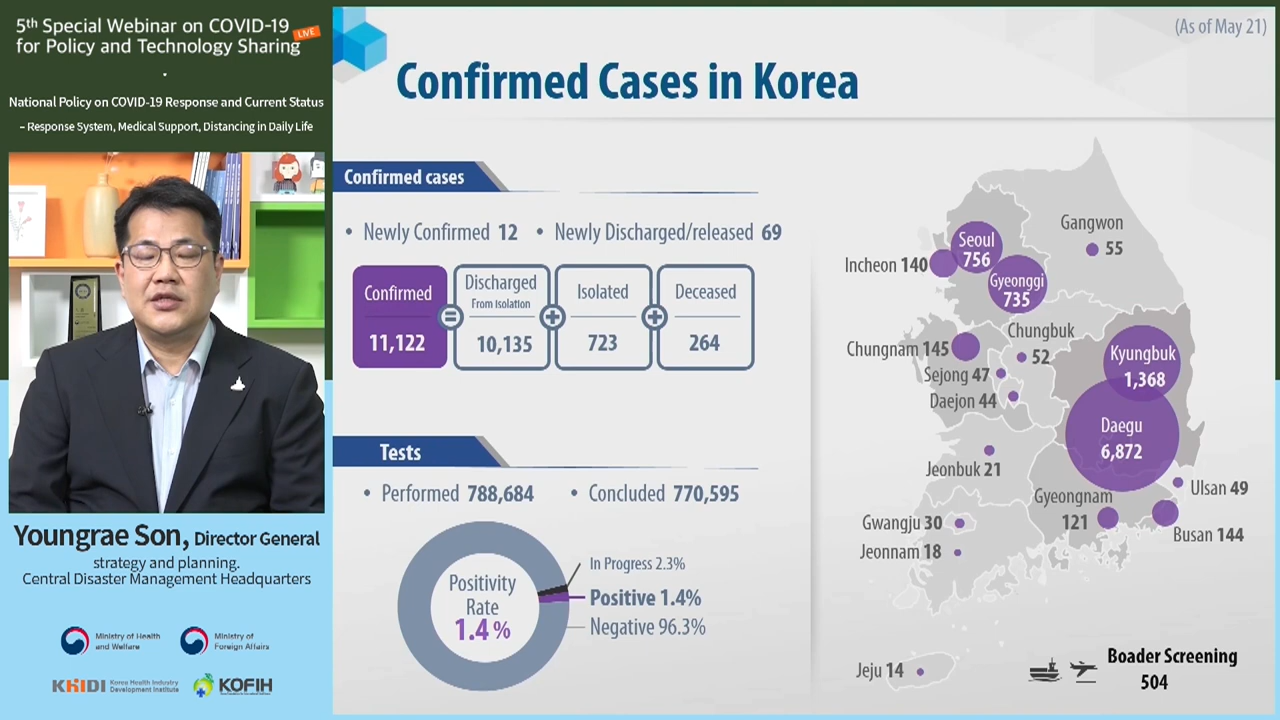 5th Special Webinar on COVID-19
for Policy and Technology Sharing
LIVE
National Policy on COVID-19 Response and Current Status
– Response System, Medical Support, Distancing in Daily Life
Youngrae Son, Director General
strategy and planning.
Central Disaster Management Headquarters
Ministry of Health
and Welfare
Ministry of
Foreign Affairs
KHIDI
Korea Health Industry
Development Institute
KOFIH
(As of May 21)
Confirmed Cases in Korea
Confirmed cases
• Newly Confirmed 12 • Newly Discharged/released 69
Confirmed
11,122
=
Discharged
From Isolation
10,135
+
Isolated
723
+
Deceased
264
Tests
• Performed 788,684 • Concluded 770,595
Positivity
Rate
1.4 %
In Progress 2.3%
Positive 1.4%
Negative 96.3%
Gangwon
55
Seoul
756
Incheon 140
Gyeonggi
735
Chungbuk
52
Chungnam 145
Kyungbuk
1,368
Sejong 47
Daejon 44
Daegu
6,872
Jeonbuk 21
Ulsan 49
Gyeongnam
121
Gwangju 30
Busan 144
Jeonnam 18
Jeju 14
Boader Screening
504